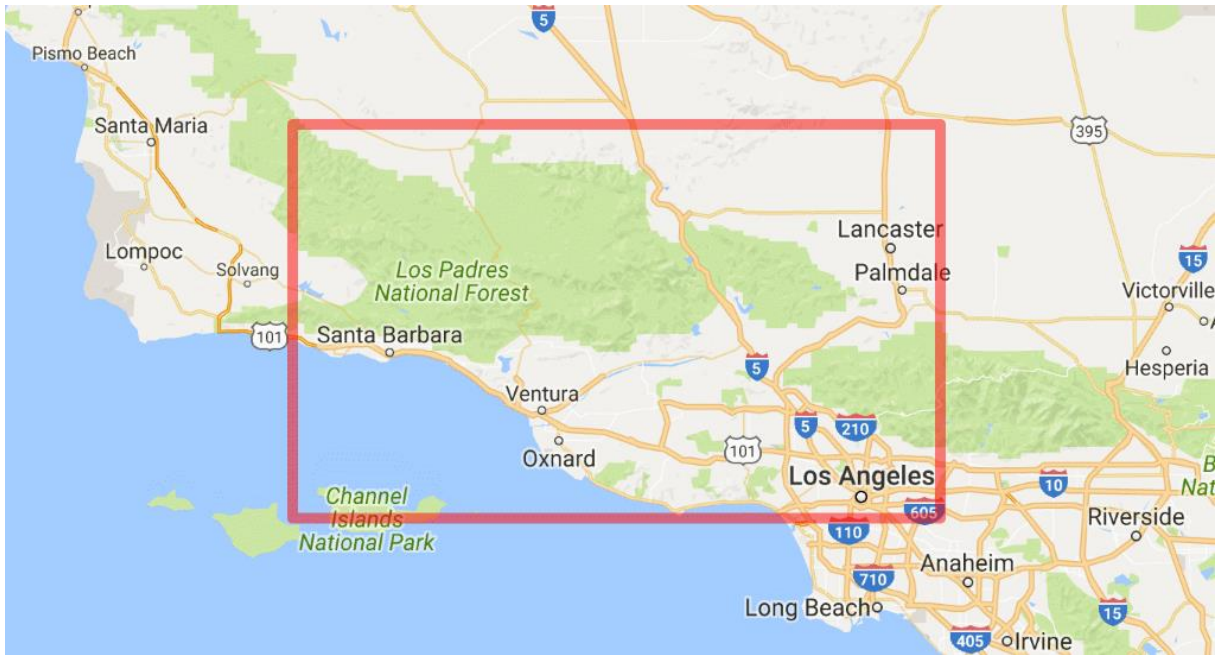 5
Pismo Beach
Santa Maria
395
Lompoc
Solvang
Los Padres
National Forest
Lancaster
Palmdale
15
Victorville
101
Santa Barbara
5
Hesperia
Ventura
Oxnard
5
210
101
Los Angeles
10
Channel
Islands
National Park
605
110
Riverside
710
Anaheim
Long Beach
15
405
Irvine